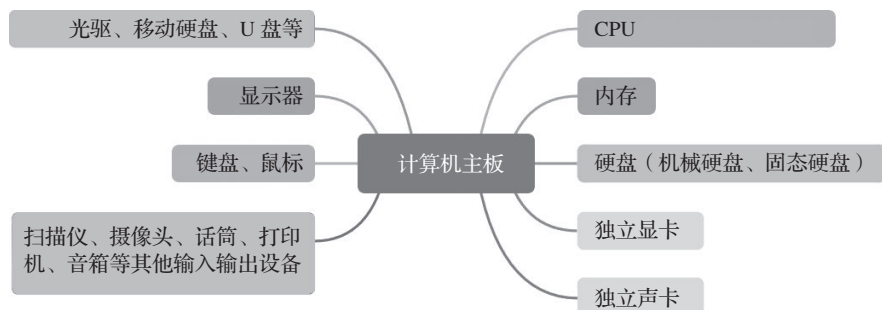 光驱、移动硬盘、U 盘等
显示器
键盘、鼠标
扫描仪、摄像头、话筒、打印
机、音箱等其他输入输出设备
计算机主板
CPU
内存
硬盘（机械硬盘、固态硬盘）
独立显卡
独立声卡